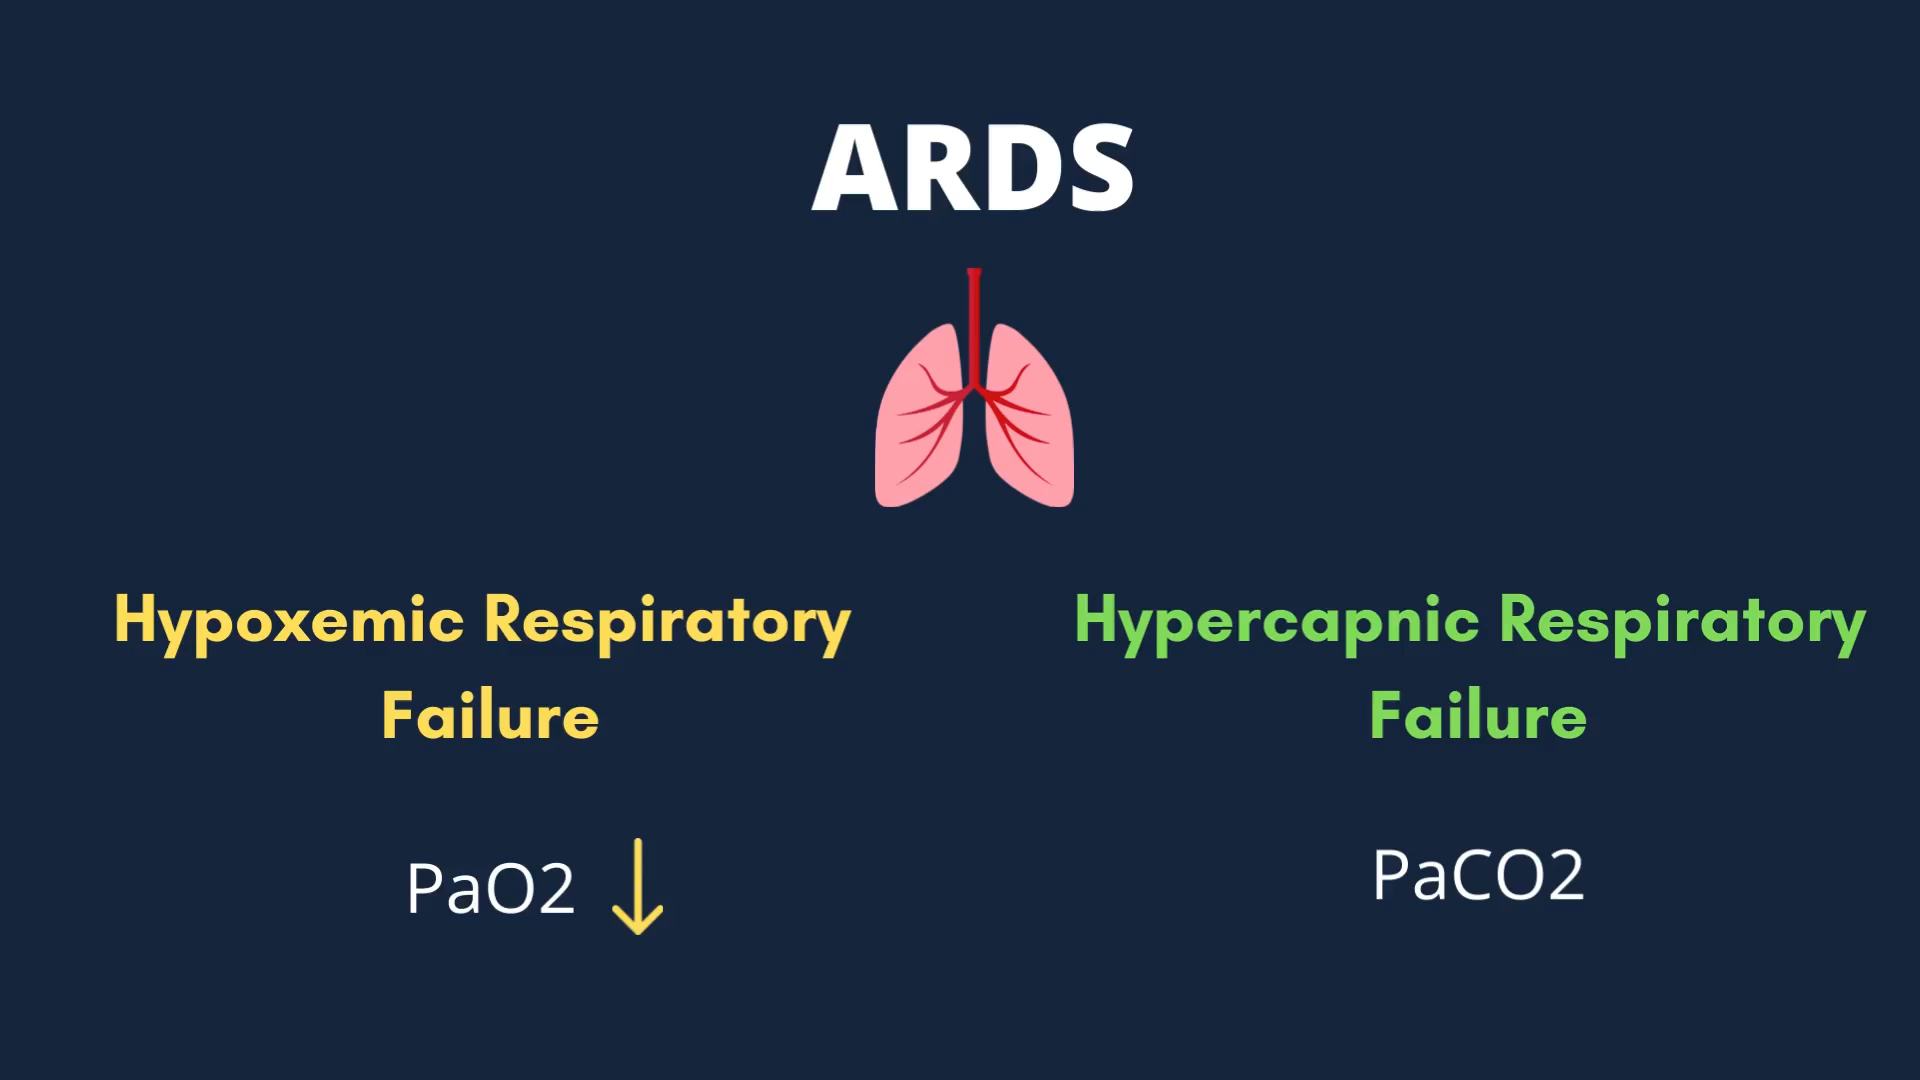 ARDS
Hypoxemic Respiratory
Failure
PaO2 ↓
Hypercapnic Respiratory
Failure
PaCO2